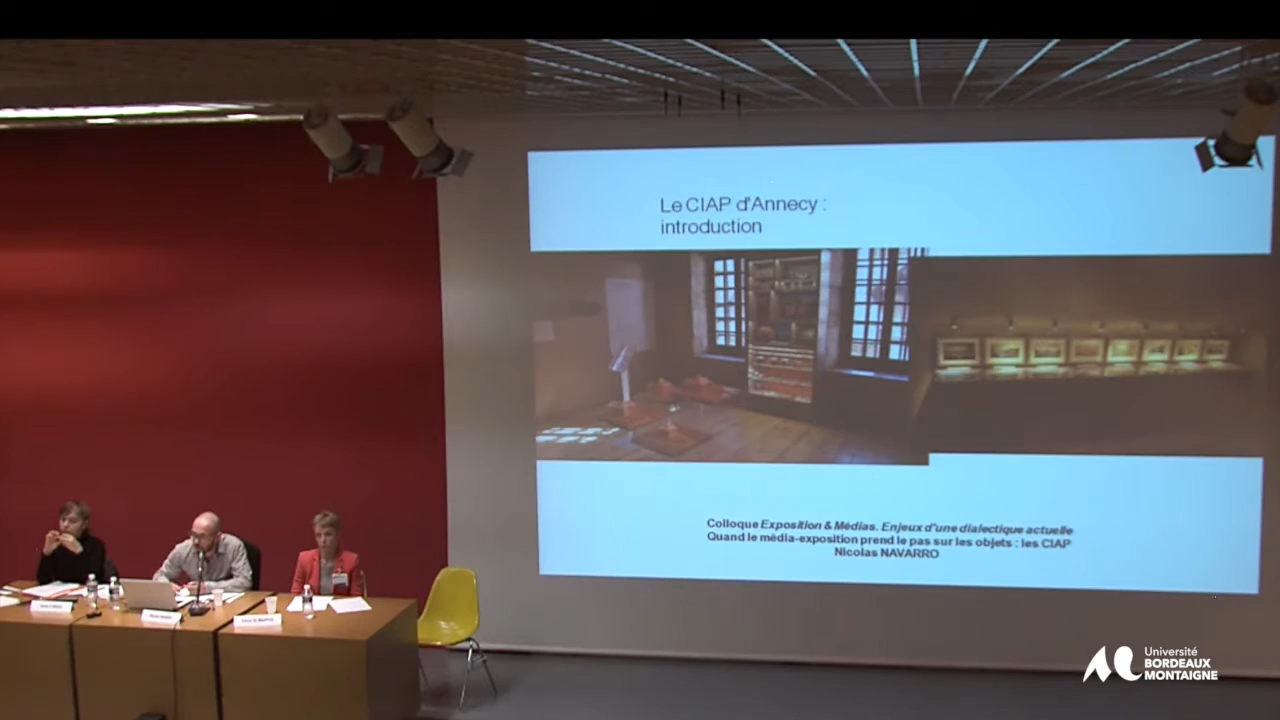 Le CIAP d'Annecy :
introduction
Colloque Exposition & Médias. Enjeux d'une dialectique actuelle
Quand le média-exposition prend le pas sur les objets : les CIAP
Nicolas NAVARRO
Université
BORDEAUX
MONTAIGNE